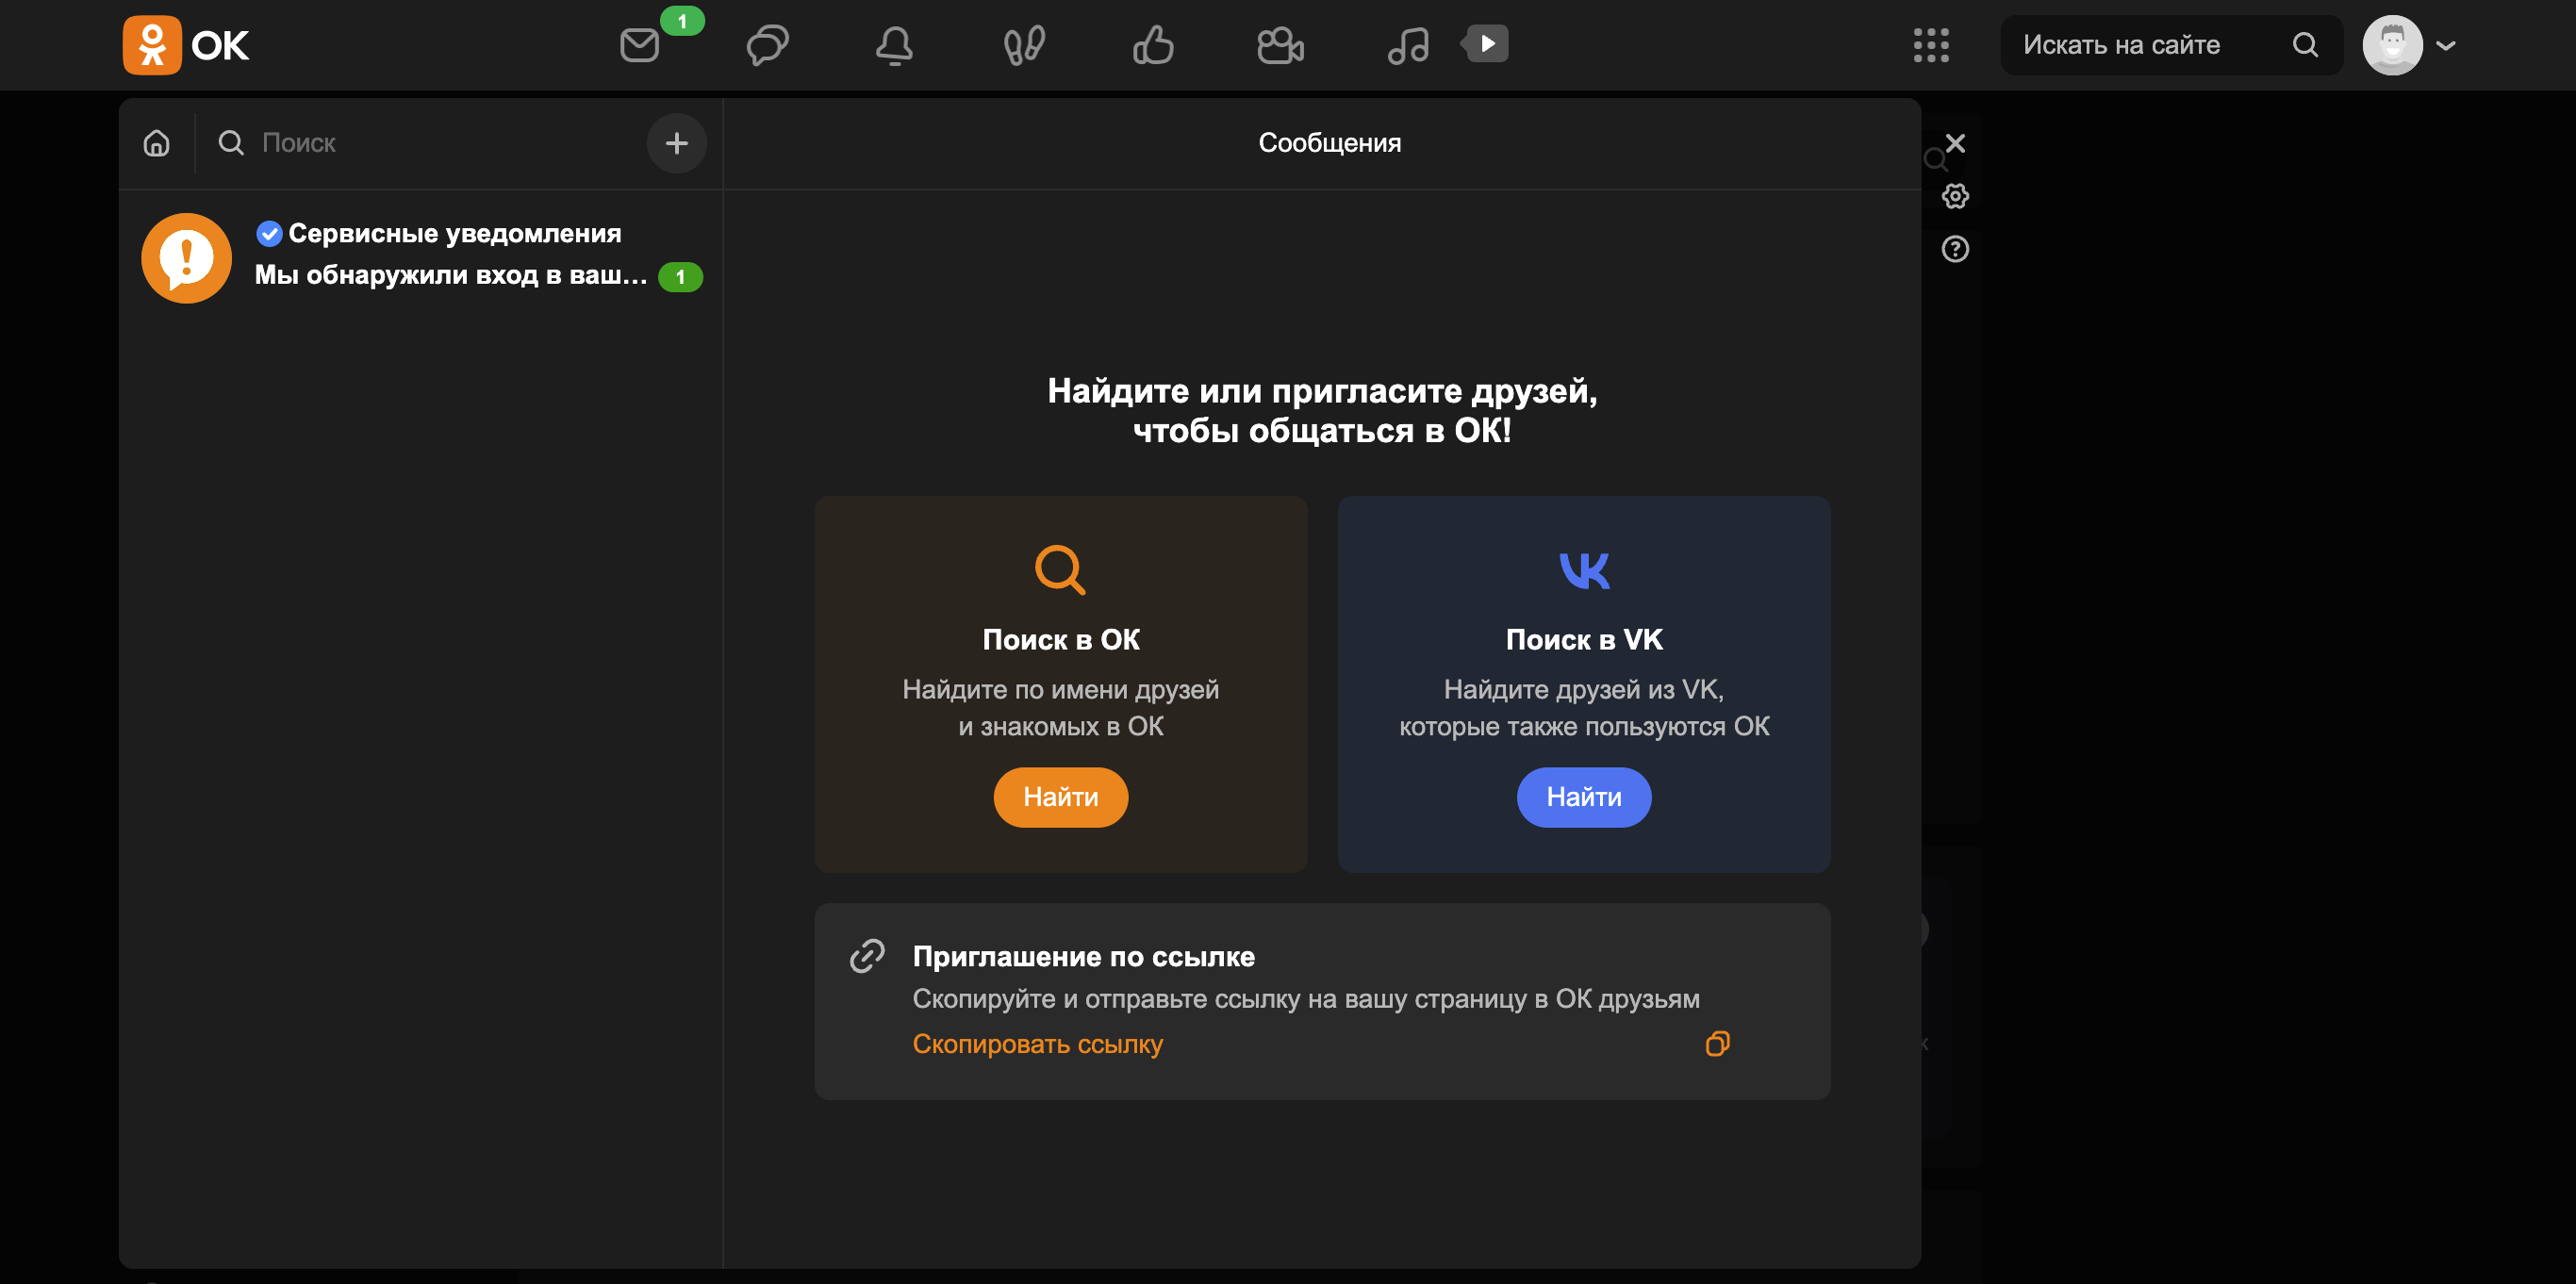 ОК
1
Искать на сайте
Поиск
Сообщения
Сервисные уведомления
Мы обнаружили вход в ваш...
1
Найдите или пригласите друзей,
чтобы общаться в ОК!
Поиск в ОК
Найдите по имени друзей
и знакомых в ОК
Найти
Поиск в VK
Найдите друзей из VK,
которые также пользуются ОК
Найти
Приглашение по ссылке
Скопируйте и отправьте ссылку на вашу страницу в ОК друзьям
Скопировать ссылку